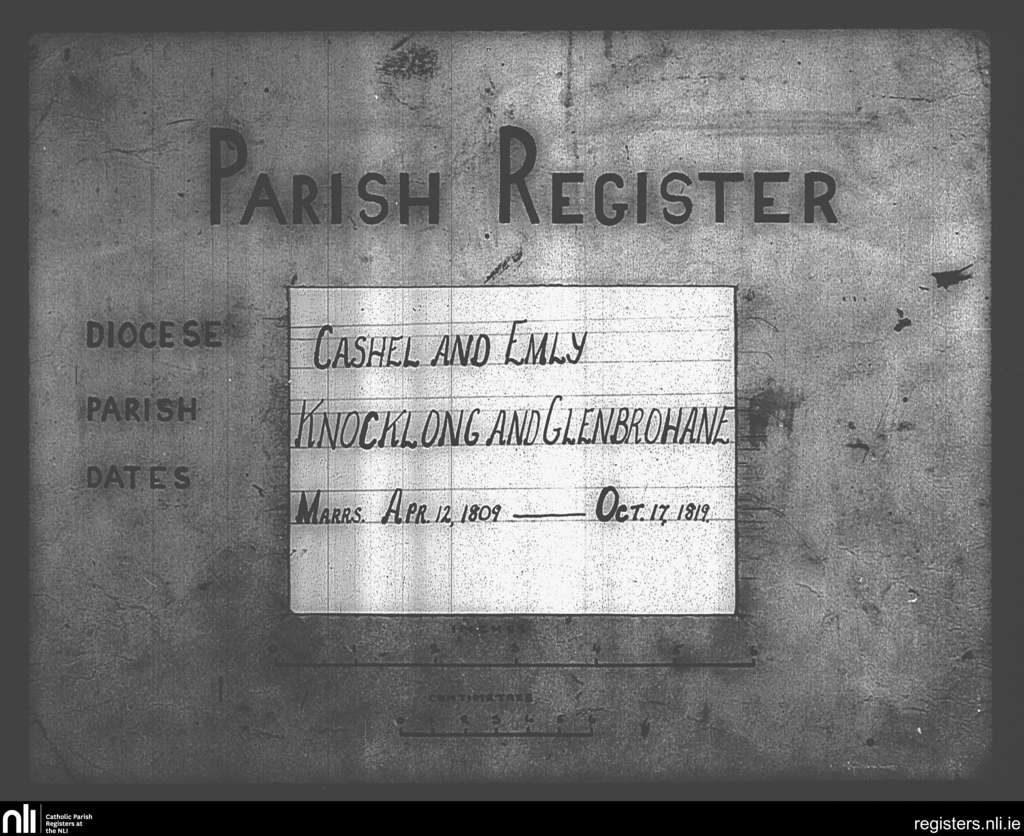 PARISH REGISTER
DIOCESE CASHEL AND EMLY
PARISH KNOCKLONG AND GLENBROHANE
DATES MARRS. APR. 12, 1809 —— OCT. 17, 1819.
INCHES
CENTIMETRES
nli Catholic Parish
Registers at
the NLI
registers.nli.ie